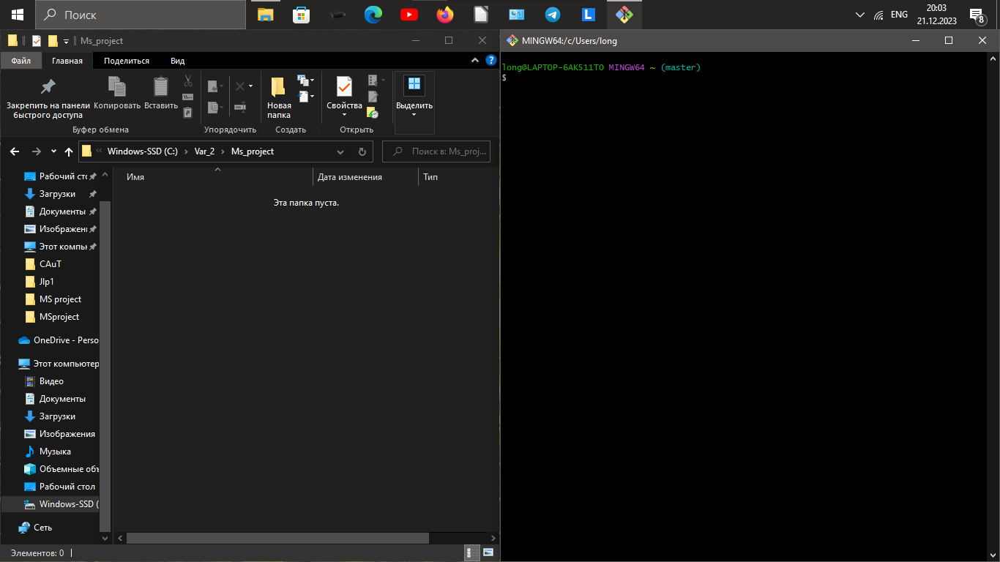 Поиск
ENG
20:03
21.12.2023
8
Ms_project
Файл
Главная
Поделиться
Вид
Закрепить на панели
быстрого доступа
Копировать
Вставить
Буфер обмена
Упорядочить
Новая
папка
Создать
Свойства
Открыть
Выделить
Windows-SSD (C:)
Var_2
Ms_project
Поиск в: Ms_proj...
Имя
Дата изменения
Тип
Эта папка пуста.
Рабочий сто
Загрузки
Документы
Изображени
Этот компьн
CAuT
Jlp1
MS project
MSproject
OneDrive - Perso
Этот компьютер
Видео
Документы
Загрузки
Изображения
Музыка
Объемные объ
Рабочий стол
Windows-SSD (
Сеть
Элементов: 0
MINGW64:/c/Users/long
long@LAPTOP-6AK511TO MINGW64 ~ (master)
$